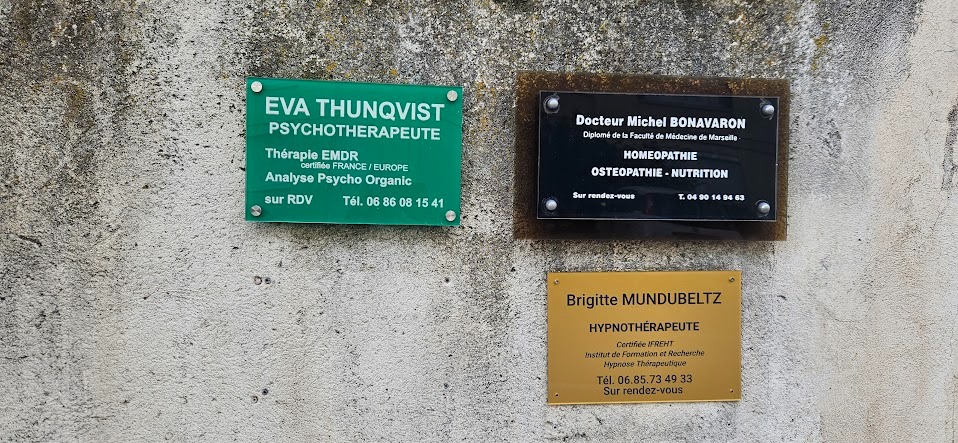 EVA THUNQVIST
PSYCHOTHERAPEUTE
Thérapie EMDR
certifiée FRANCE / EUROPE
Analyse Psycho Organic
sur RDV Tél. 06 86 08 15 41
Docteur Michel BONAVARON
Diplomé de la Faculté de Médecine de Marseille
HOMEOPATHIE
OSTEOPATHIE - NUTRITION
Sur rendez-vous T. 04 90 14 94 63
Brigitte MUNDUBELTZ
HYPNOTHÉRAPEUTE
Certifiée IFREHT
Institut de Formation et Recherche
Hypnose Thérapeutique
Tél. 06.85.73 49 33
Sur rendez-vous